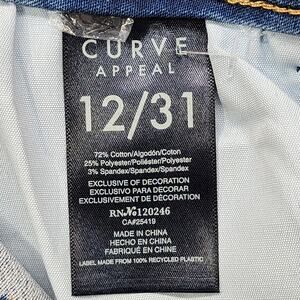 CURVE
APPEAL
12/31
72% Cotton/Algodón/Coton
25% Polyester/Poliéster/Polyester
3% Spandex/Spandex/Spandex
EXCLUSIVE OF DECORATION
EXCLUSIVO PARA DECORAR
EXCLUSIVEMENT DE DÉCORATION
RN№120246
CA#25419
MADE IN CHINA
HECHO EN CHINA
FABRIQUÉ EN CHINE
LABEL MADE FROM 100% RECYCLED PLASTIC